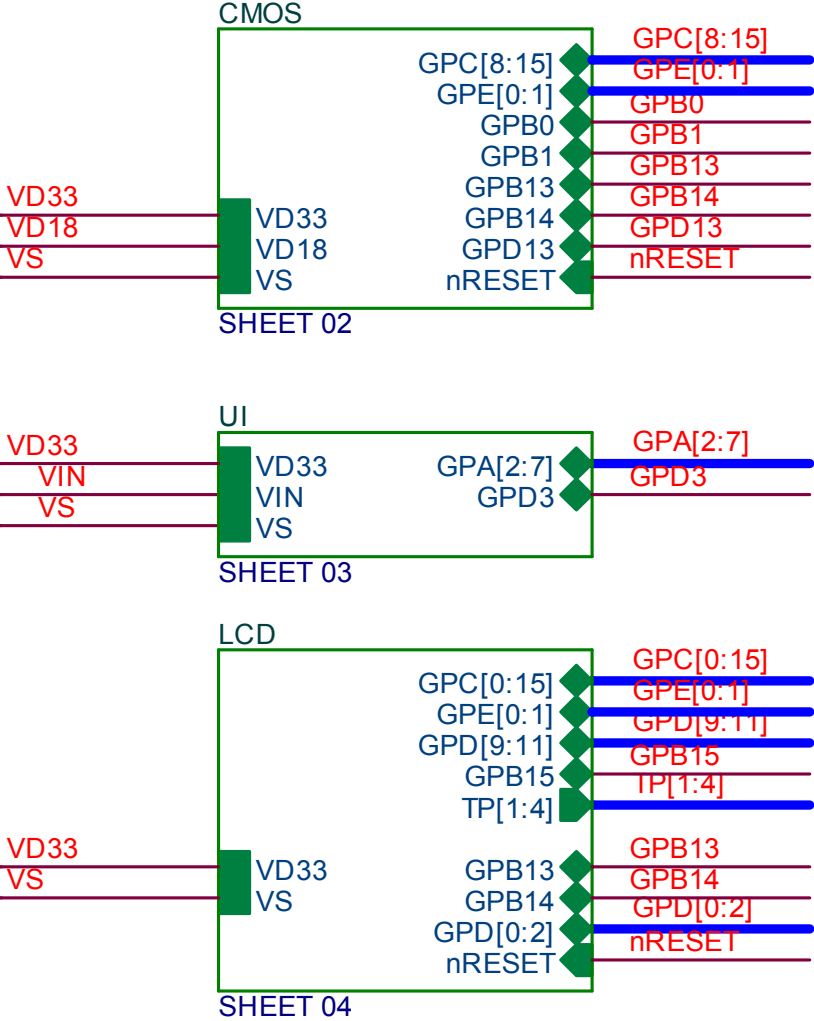 CMOS
GPC[8:15] GPC[8:15]
GPE[0:1] GPE[0:1]
GPB0 GPB0
GPB1 GPB1
GPB13 GPB13
VD33 VD33 GPB14 GPB14
VD18 VD18 GPD13 GPD13
VS VS nRESET nRESET
SHEET 02
UI
VD33 VD33 GPA[2:7] GPA[2:7]
VIN VIN GPD3 GPD3
VS VS
SHEET 03
LCD
GPC[0:15] GPC[0:15]
GPE[0:1] GPE[0:1]
GPD[9:11] GPD[9:11]
GPB15 GPB15
TP[1:4] TP[1:4]
VD33 VD33 GPB13 GPB13
VS VS GPB14 GPB14
GPD[0:2] GPD[0:2]
nRESET nRESET
SHEET 04